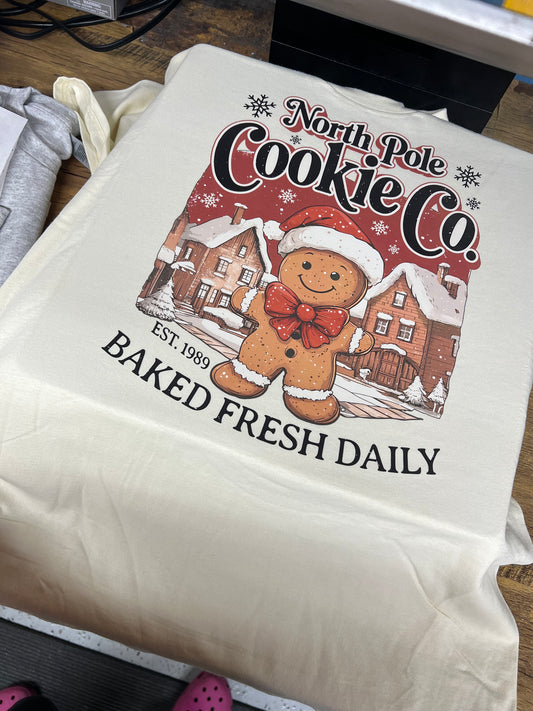 North Pole
Cookie Co.
EST. 1989
BAKED FRESH DAILY